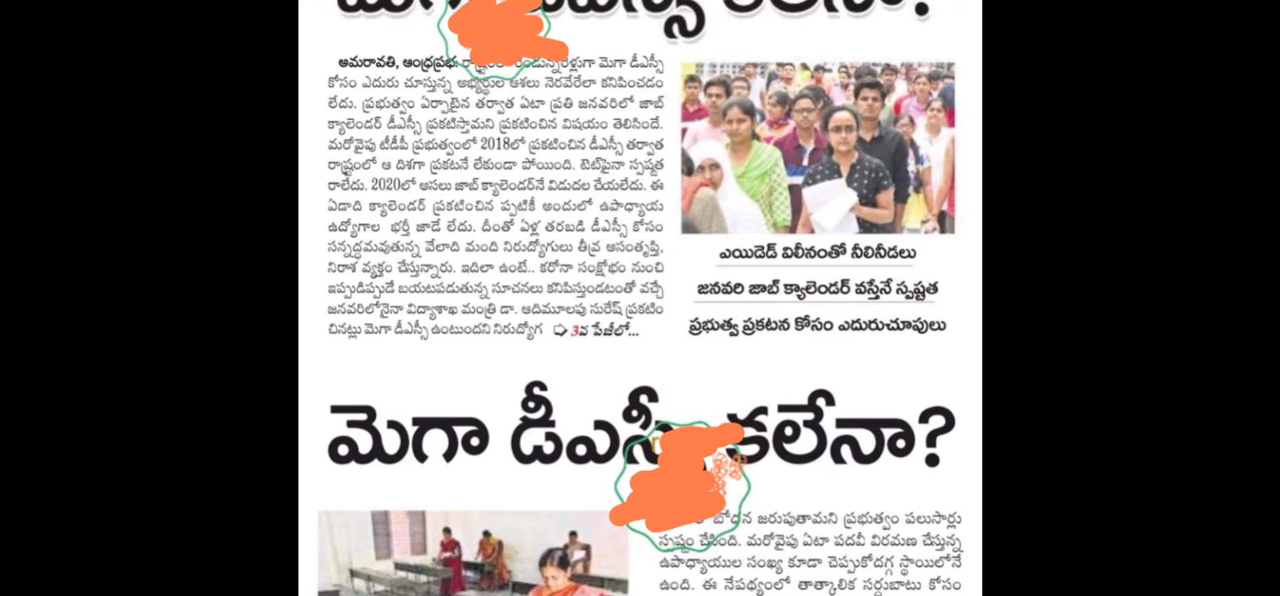 అమరావతి, ఆంధ్రప్రభ: మెగా డీఎస్సీ
కోసం ఎదురు చూస్తున్న అభ్యర్థుల ఆశలు నెరవేరేలా కనిపించడం
లేదు. ప్రభుత్వం ఏర్పాటైన తర్వాత ఏటా ప్రతి జనవరిలో జాబ్
క్యాలెండర్ డీఎస్సీ ప్రకటిస్తామని ప్రకటించిన విషయం తెలిసిందే.
మరోవైపు టీడీపీ ప్రభుత్వంలో 2018లో ప్రకటించిన డీఎస్సీ తర్వాత
రాష్ట్రంలో ఆ దిశగా ప్రకటనే లేకుండా పోయింది. టెట్‌పైనా స్పష్టత
రాలేదు. 2020లో అసలు జాబ్ క్యాలెండర్‌నే విడుదల చేయలేదు. ఈ
ఏడాది క్యాలెండర్ ప్రకటించిన ప్పటికీ అందులో ఉపాధ్యాయ
ఉద్యోగాల భర్తీ జాడే లేదు. దీంతో ఏళ్ల తరబడి డీఎస్సీ కోసం
సన్నద్ధమవుతున్న వేలాది మంది నిరుద్యోగులు తీవ్ర అసంతృప్తి,
నిరాశ వ్యక్తం చేస్తున్నారు. ఇదిలా ఉంటే.. కరోనా సంక్షోభం నుంచి
ఇప్పుడిప్పుడే బయటపడుతున్న సూచనలు కనిపిస్తుండటంతో వచ్చే
జనవరిలోనైనా విద్యాశాఖ మంత్రి డా. ఆదిమూలపు సురేష్ ప్రకటిం
చినట్లు మెగా డీఎస్సీ ఉంటుందని నిరుద్యోగ 3వ పేజీలో...
ఎయిడెడ్ విలీనంతో నీలినీడలు
జనవరి జాబ్ క్యాలెండర్ వస్తేనే స్పష్టత
ప్రభుత్వ ప్రకటన కోసం ఎదురుచూపులు
మెగా డీఎస్సీ కలేనా?
బోధన జరుపుతామని ప్రభుత్వం పలుసార్లు
స్పష్టం చేసింది. మరోవైపు ఏటా పదవీ విరమణ చేస్తున్న
ఉపాధ్యాయుల సంఖ్య కూడా చెప్పుకోదగ్గ స్థాయిలోనే
ఉంది. ఈ నేపథ్యంలో తాత్కాలిక సర్దుబాటు కోసం